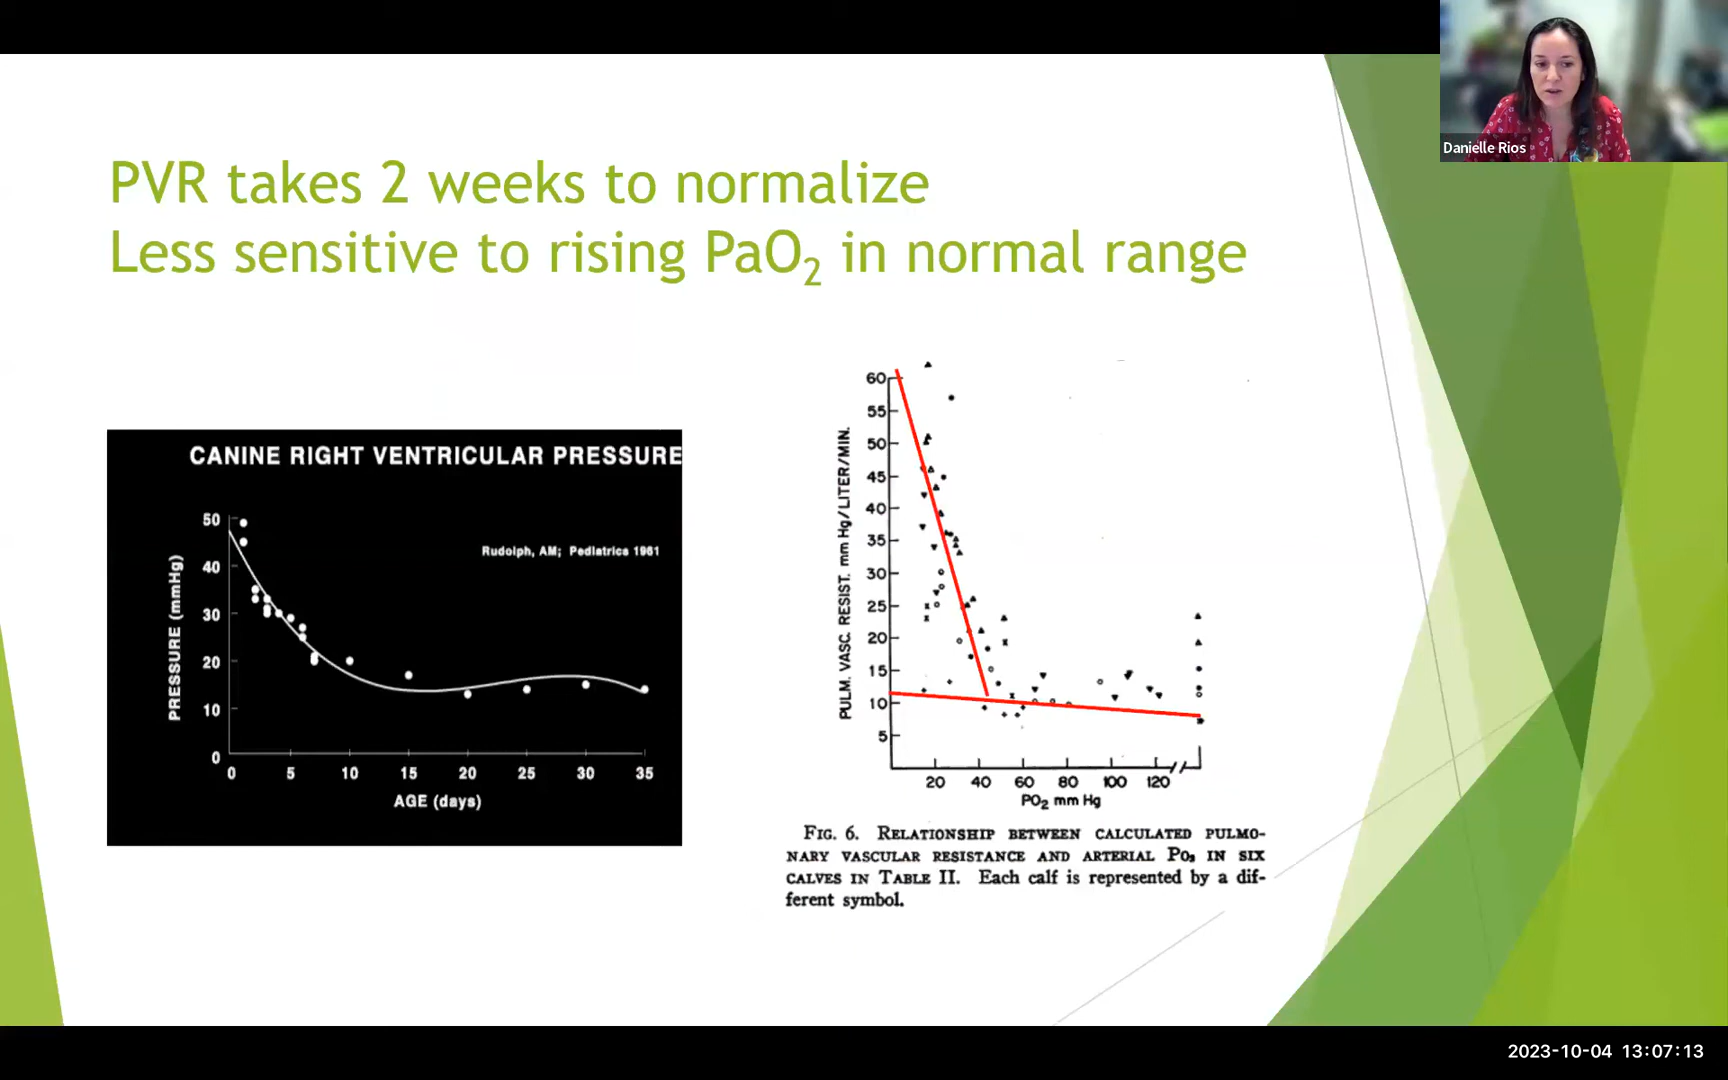 Danielle Rios
PVR takes 2 weeks to normalize
Less sensitive to rising PaO2 in normal range
CANINE RIGHT VENTRICULAR PRESSURE
Rudolph, AM; Pediatrics 1961
PRESSURE (mmHg)
50
40
30
20
10
0
0 5 10 15 20 25 30 35
AGE (days)
PULM. VASC. RESIST. mm Hg/LITER/MIN.
60
55
50
45
40
35
30
25
20
15
10
5
20 40 60 80 100 120
PO2 mm Hg
FIG. 6. RELATIONSHIP BETWEEN CALCULATED PULMO-
NARY VASCULAR RESISTANCE AND ARTERIAL PO2 IN SIX
CALVES IN TABLE II. Each calf is represented by a dif-
ferent symbol.
2023-10-04 13:07:13